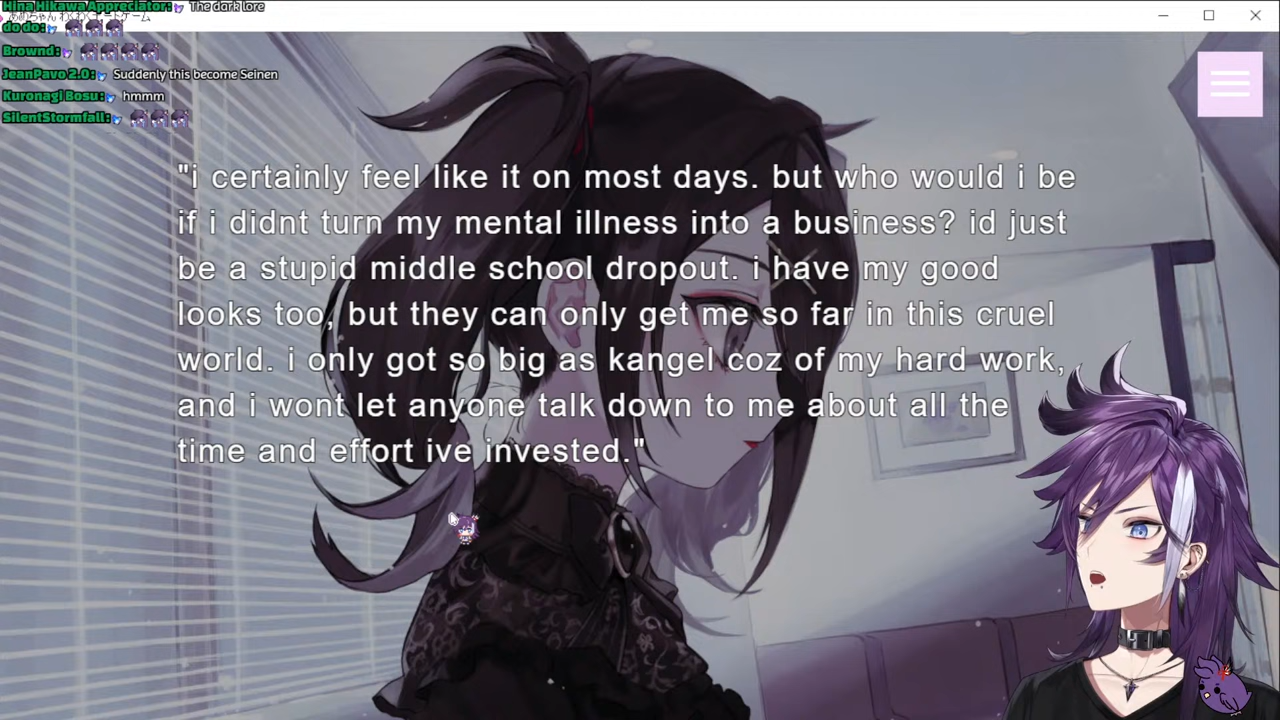 Hina Hikawa Appreciator: The dark lore
do do:
Brownd:
JeanPavo 2.0: Suddenly this become Seinen
Kuronagi Bosu: hmmm
SilentStormfall:
"i certainly feel like it on most days. but who would i be
if i didnt turn my mental illness into a business? id just
be a stupid middle school dropout. i have my good
looks too, but they can only get me so far in this cruel
world. i only got so big as kangel coz of my hard work,
and i wont let anyone talk down to me about all the
time and effort ive invested."